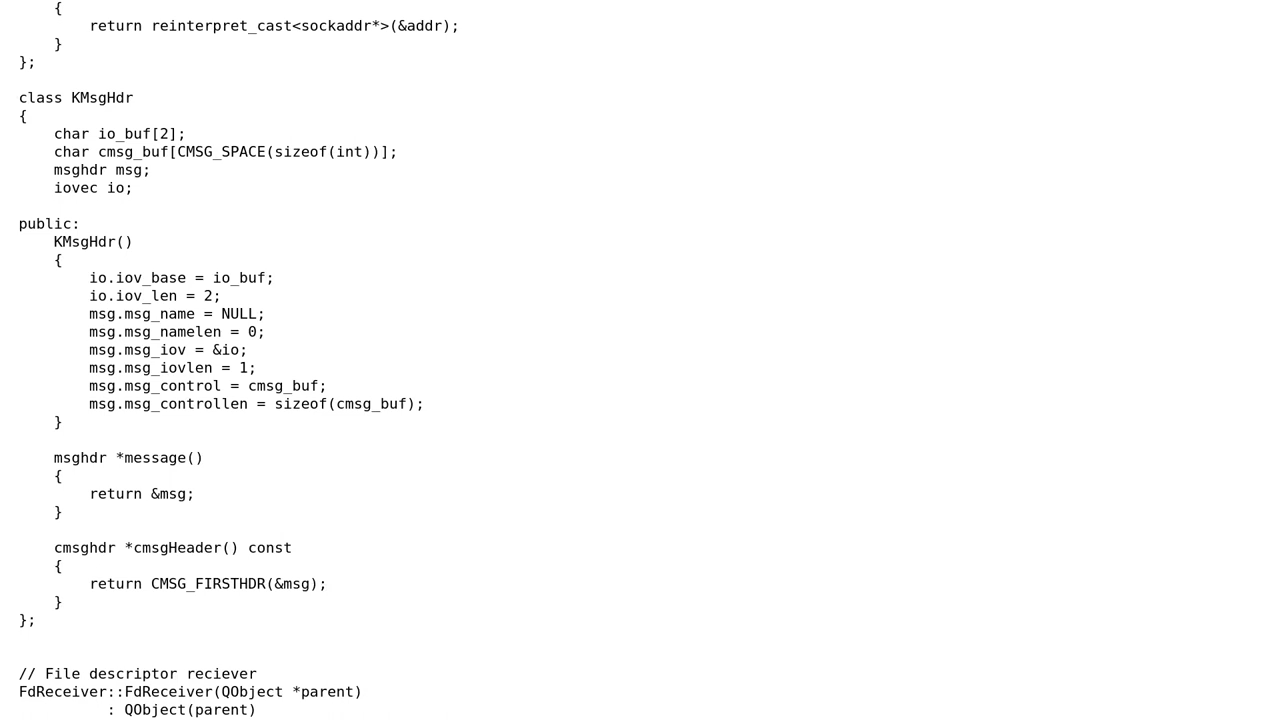 {
return reinterpret_cast<sockaddr*>(&addr);
}
};
class KMsgHdr
{
char io_buf[2];
char cmsg_buf[CMSG_SPACE(sizeof(int))];
msghdr msg;
iovec io;
public:
KMsgHdr()
{
io.iov_base = io_buf;
io.iov_len = 2;
msg.msg_name = NULL;
msg.msg_namelen = 0;
msg.msg_iov = &io;
msg.msg_iovlen = 1;
msg.msg_control = cmsg_buf;
msg.msg_controllen = sizeof(cmsg_buf);
}
msghdr *message()
{
return &msg;
}
cmsghdr *cmsgHeader() const
{
return CMSG_FIRSTHDR(&msg);
}
};
// File descriptor reciever
FdReceiver::FdReceiver(QObject *parent)
: QObject(parent)